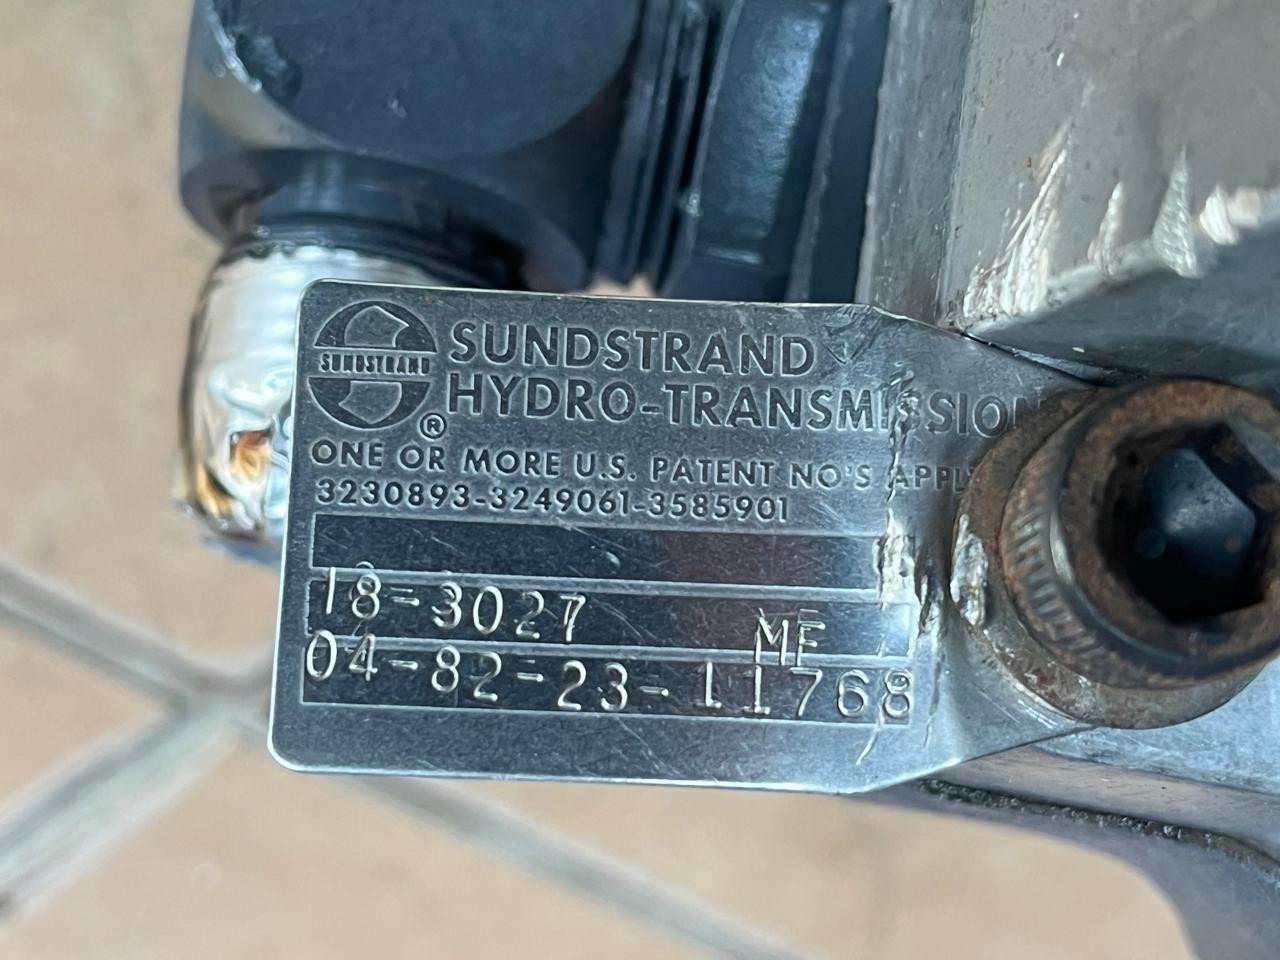 SUNDSTRAND
SUNDSTRAND
HYDRO-TRANSMISSION
®
ONE OR MORE U.S. PATENT NO'S APPLY
3230893-3249061-3585901
18-3027 MF
04-82-23-11768